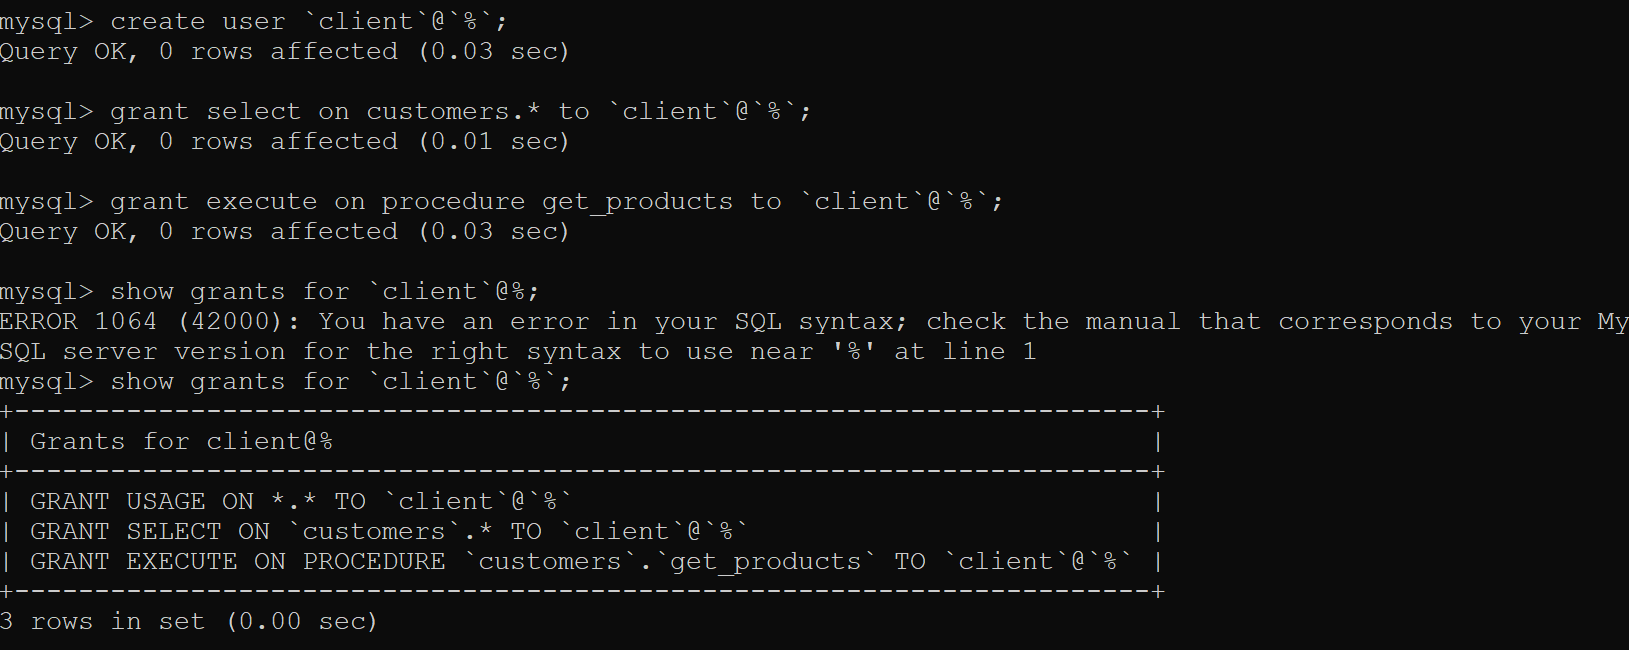 mysql> create user `client`@`%`;
Query OK, 0 rows affected (0.03 sec)
mysql> grant select on customers.* to `client`@`%`;
Query OK, 0 rows affected (0.01 sec)
mysql> grant execute on procedure get_products to `client`@`%`;
Query OK, 0 rows affected (0.03 sec)
mysql> show grants for `client`@%;
ERROR 1064 (42000): You have an error in your SQL syntax; check the manual that corresponds to your My
SQL server version for the right syntax to use near '%' at line 1
mysql> show grants for `client`@`%`;
+-----------------------------------------------------------------------+
| Grants for client@%                                                   |
+-----------------------------------------------------------------------+
| GRANT USAGE ON *.* TO `client`@`%`                                    |
| GRANT SELECT ON `customers`.* TO `client`@`%`                         |
| GRANT EXECUTE ON PROCEDURE `customers`.`get_products` TO `client`@`%` |
+-----------------------------------------------------------------------+
3 rows in set (0.00 sec)